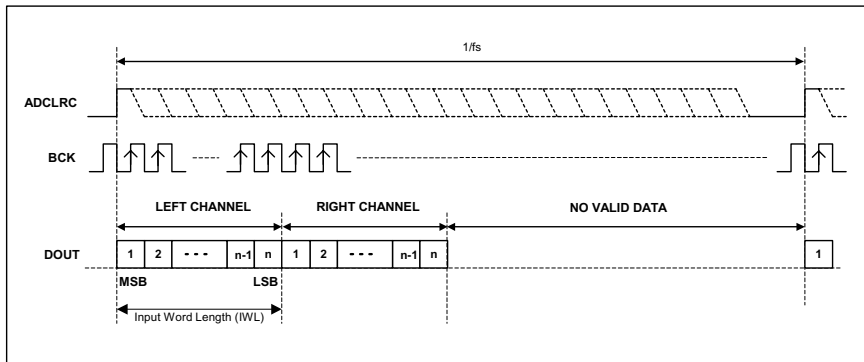 1/fs
ADCLRC
BCK
LEFT CHANNEL RIGHT CHANNEL NO VALID DATA
DOUT 1 2 n-1 n 1 2 n-1 n 1
MSB LSB
Input Word Length (IWL)